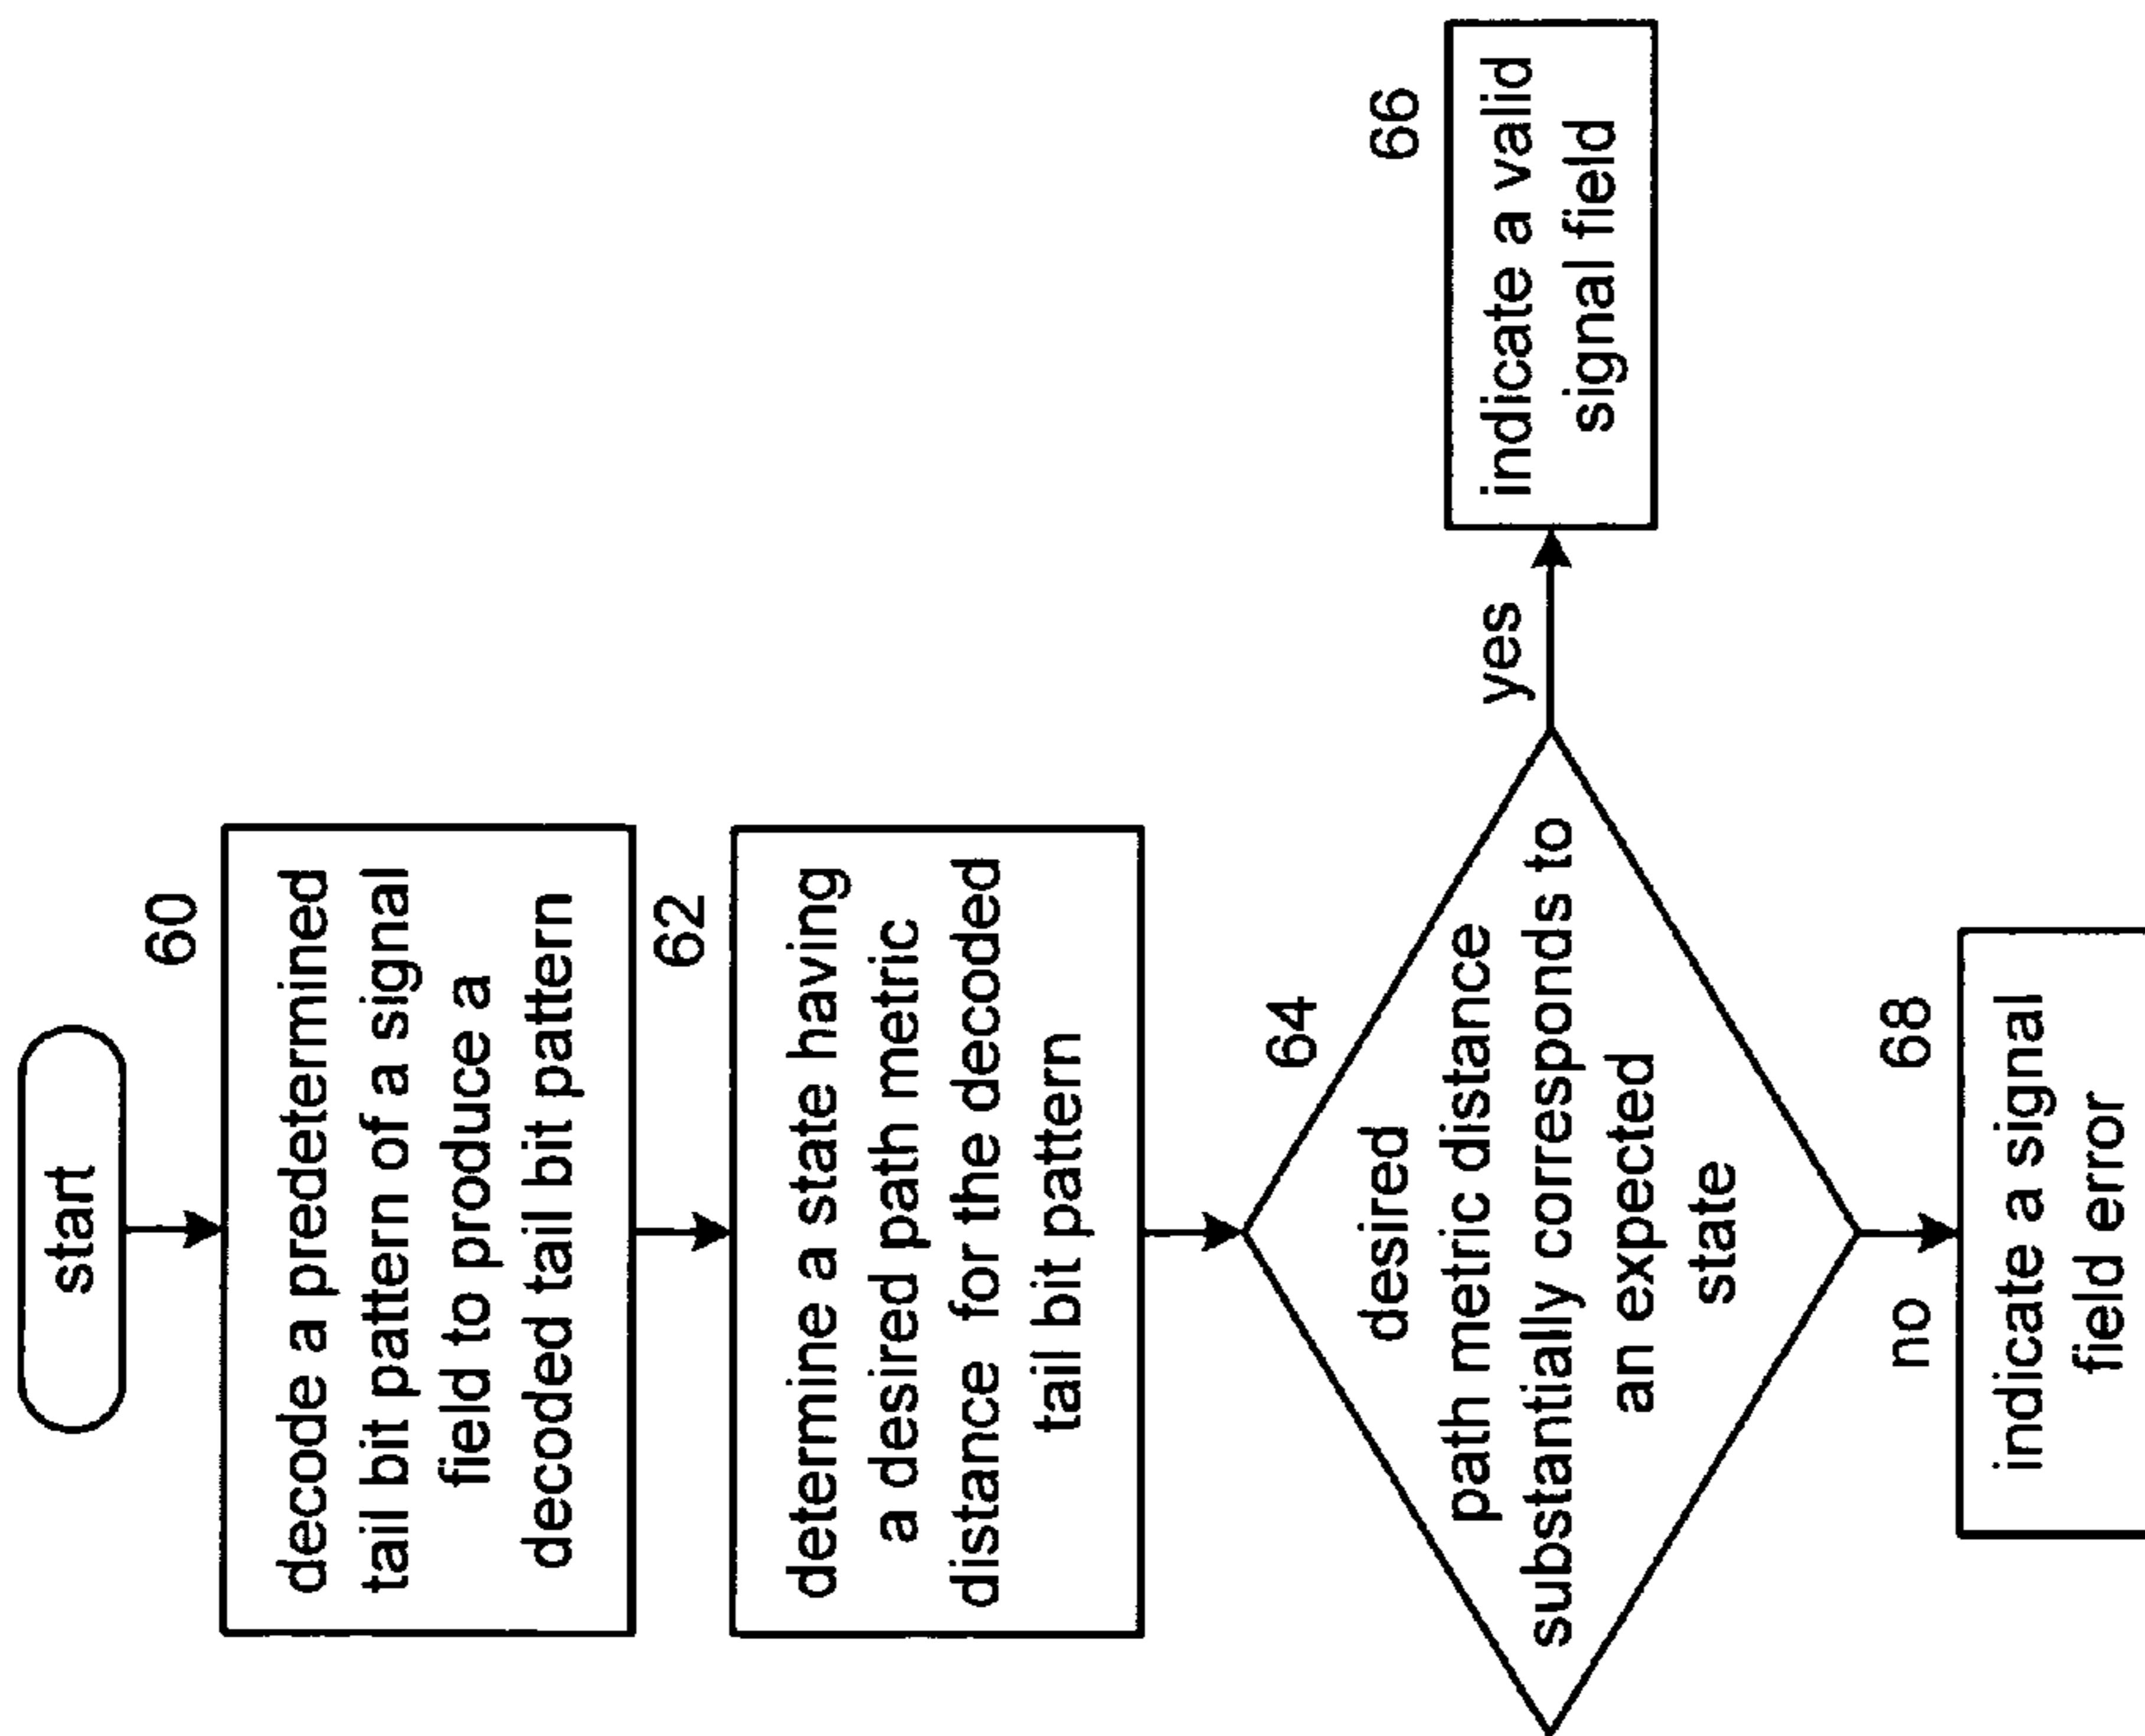 start
60
decode a predetermined
tail bit pattern of a signal
field to produce a
decoded tail bit pattern
62
determine a state having
a desired path metric
distance for the decoded
tail bit pattern
64
desired
path metric distance
substantially corresponds to
an expected
state
yes
66
indicate a valid
signal field
no
68
indicate a signal
field error